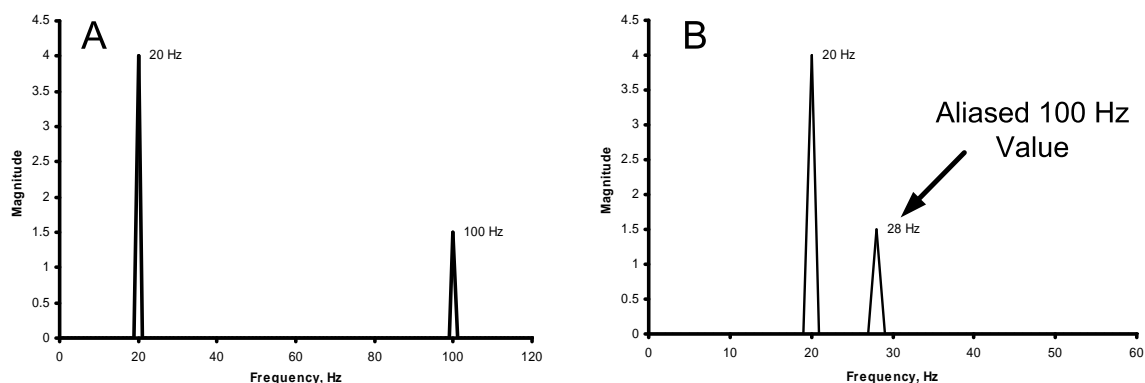 A
4.5
4
3.5
3
2.5
2
1.5
1
0.5
0
Magnitude
20 Hz
100 Hz
0 20 40 60 80 100 120
Frequency, Hz
B
4.5
4
3.5
3
2.5
2
1.5
1
0.5
0
Magnitude
20 Hz
Aliased 100 Hz
Value
28 Hz
0 10 20 30 40 50 60
Frequency, Hz